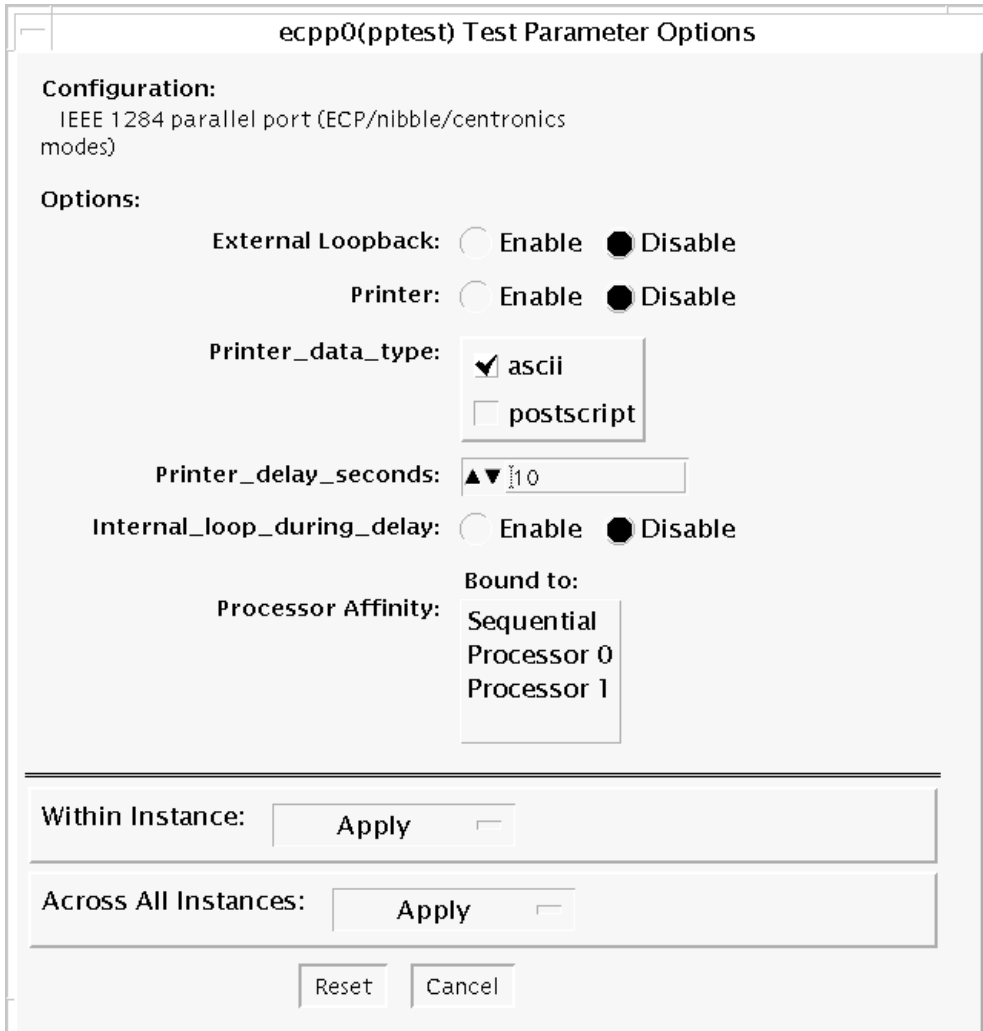 ecpp0(pptest) Test Parameter Options
Configuration:
IEEE 1284 parallel port (ECP/nibble/centronics
modes)
Options:
External Loopback: Enable Disable
Printer: Enable Disable
Printer_data_type: ascii
postscript
Printer_delay_seconds: 10
Internal_loop_during_delay: Enable Disable
Bound to:
Processor Affinity:
Sequential
Processor 0
Processor 1
Within Instance: Apply
Across All Instances: Apply
Reset Cancel